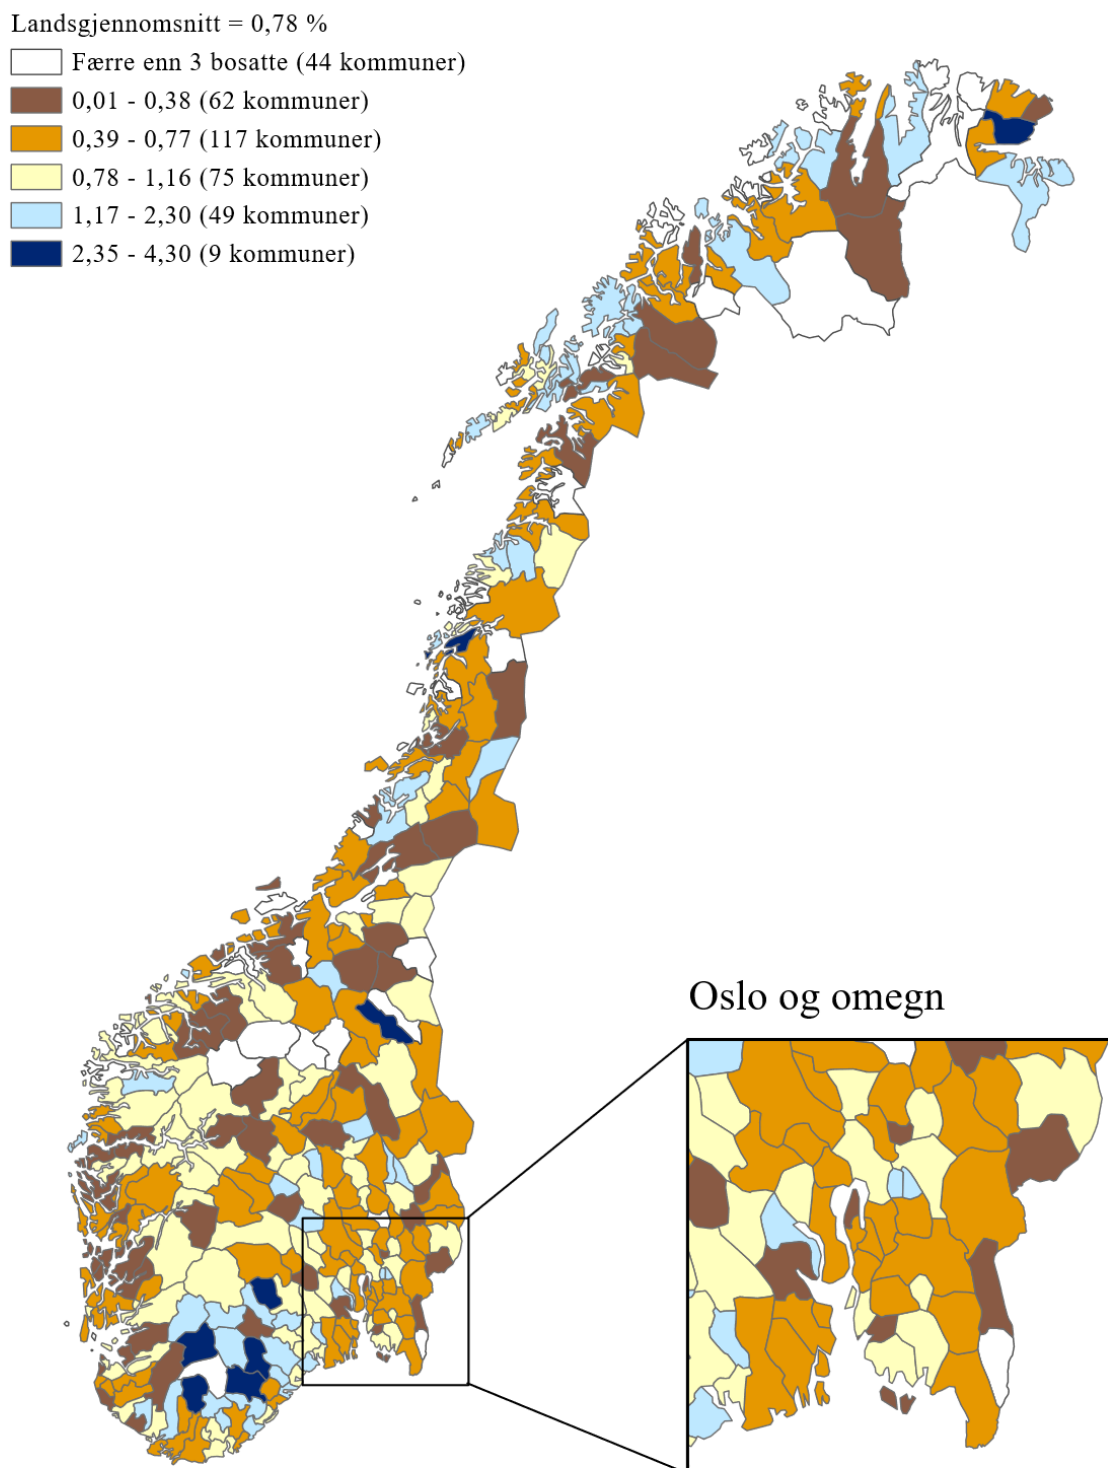 Landsgjennomsnitt = 0,78 %
Færre enn 3 bosatte (44 kommuner)
0,01 - 0,38 (62 kommuner)
0,39 - 0,77 (117 kommuner)
0,78 - 1,16 (75 kommuner)
1,17 - 2,30 (49 kommuner)
2,35 - 4,30 (9 kommuner)
Oslo og omegn